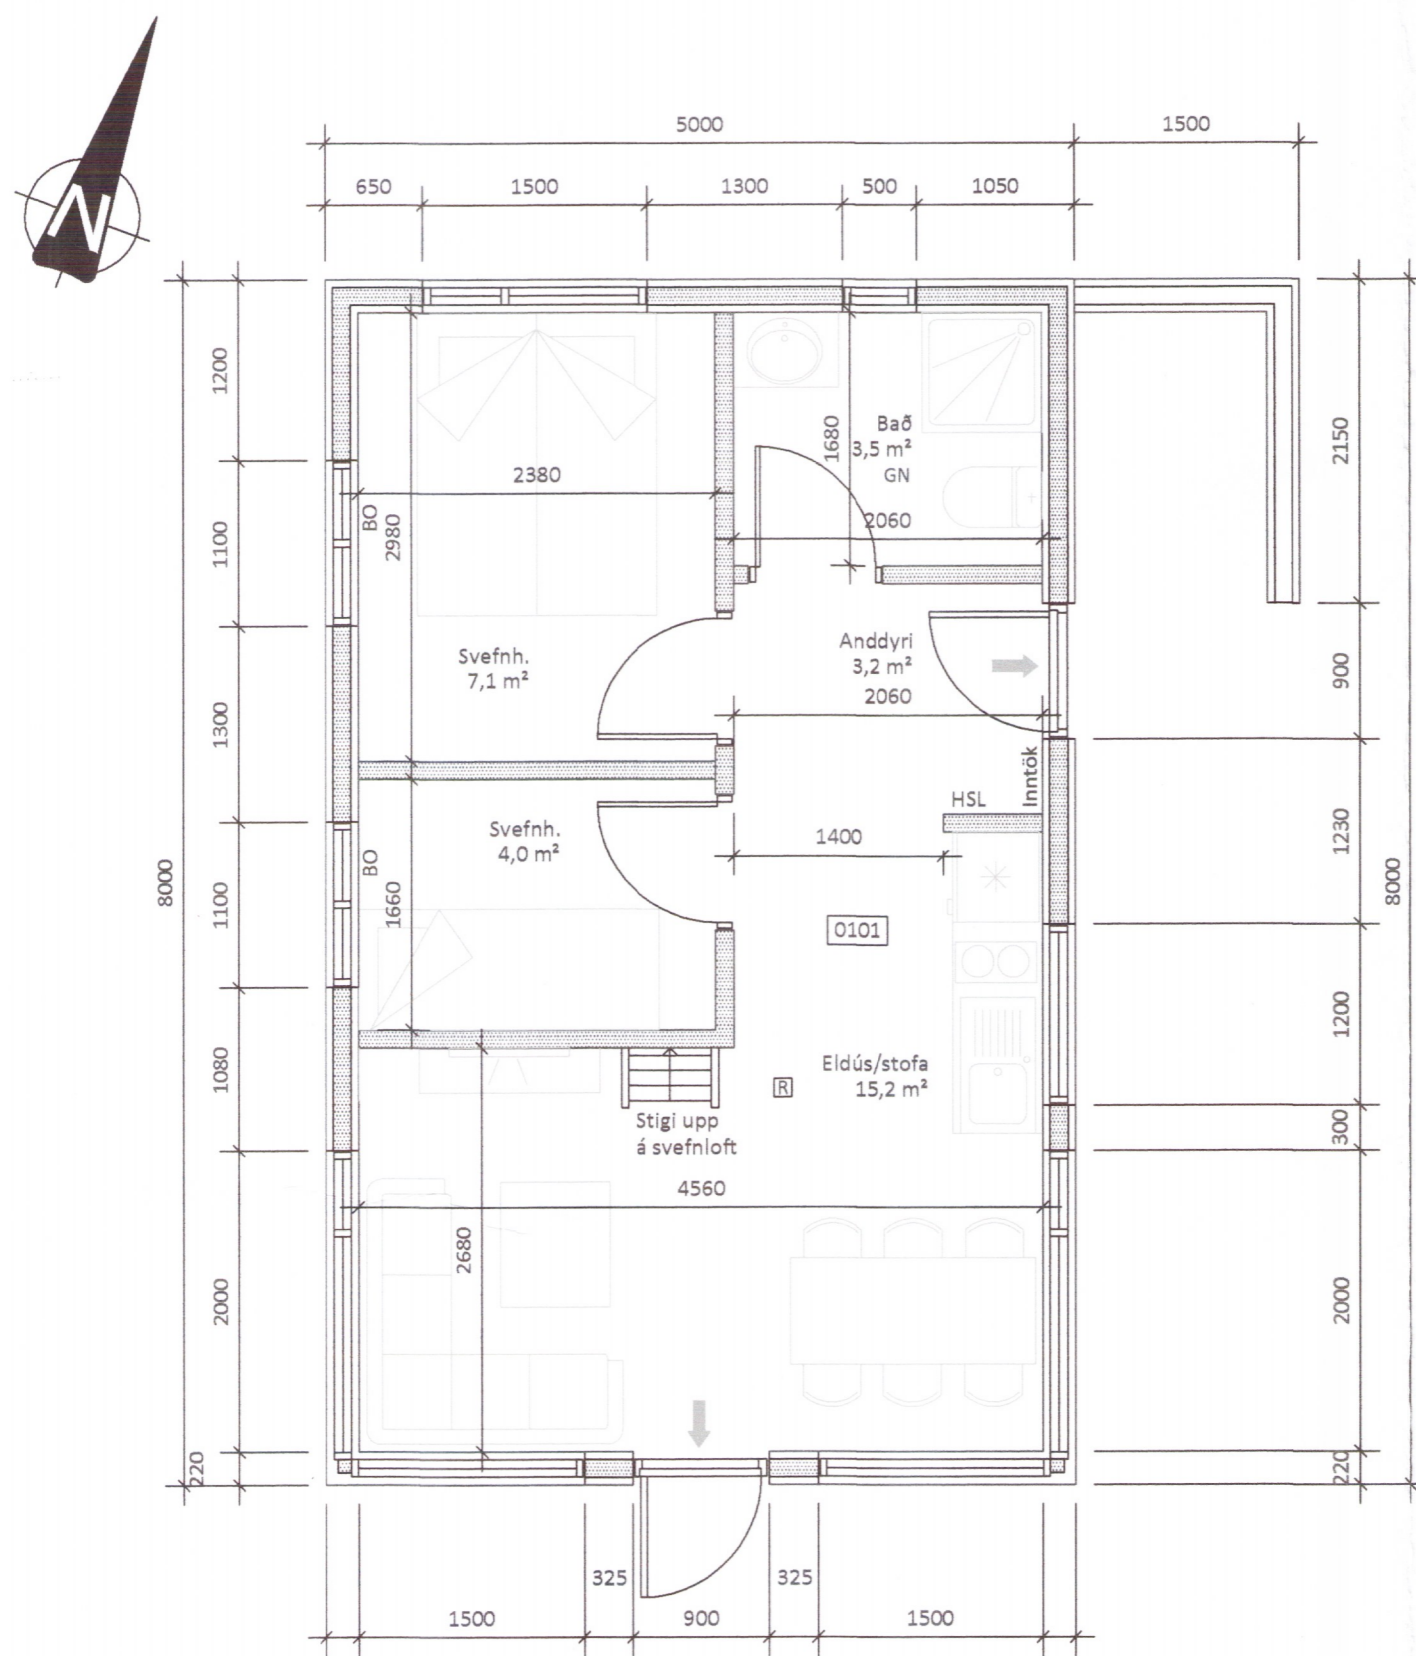 N
5000
1500
650
1500
1300
500
1050
1200
1100
1300
1100
1080
2000
220
8000
2150
900
1230
1200
300
2000
220
8000
Bað
3,5 m²
GN
1680
2060
2380
BO
2980
Svefnh.
7,1 m²
Anddyri
3,2 m²
2060
HSL
Inntök
Svefnh.
4,0 m²
1400
BO
1660
0101
Eldús/stofa
15,2 m²
R
Stigi upp
á svefnloft
4560
2680
325
325
1500
900
1500